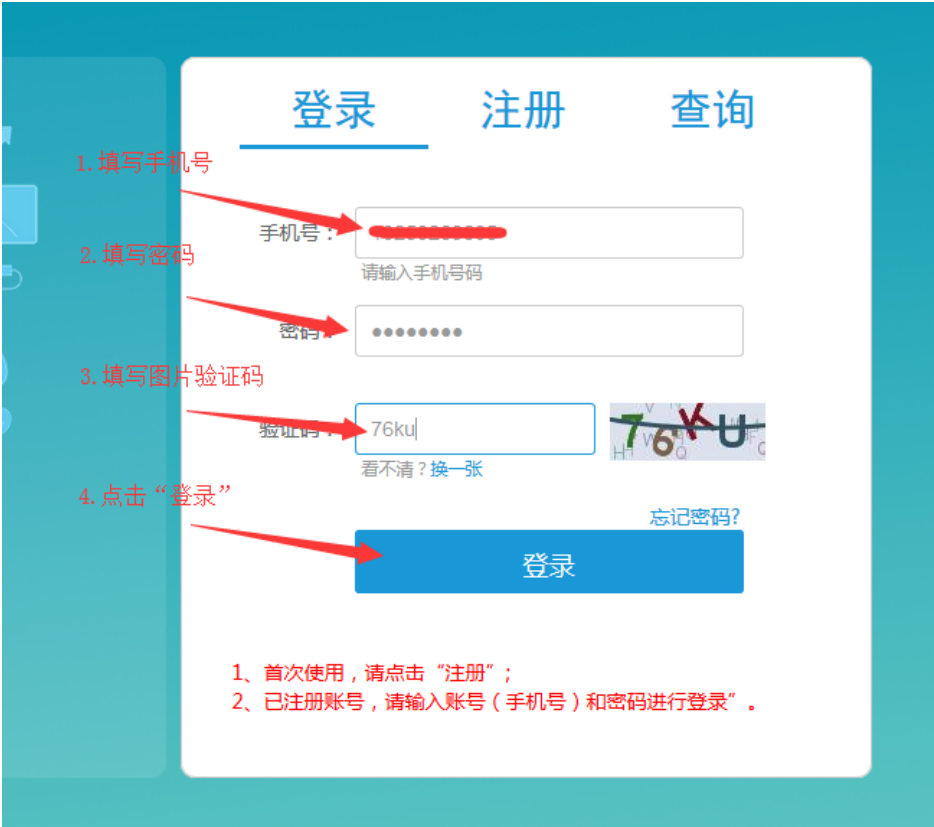 登录 注册 查询
1.填写手机号
手机号：
请输入手机号码
2.填写密码
密码：
3.填写图片验证码
验证码： 76ku 76KU
看不清？换一张
4.点击“登录”
忘记密码?
登录
1、首次使用，请点击“注册”；
2、已注册账号，请输入账号（手机号）和密码进行登录”。